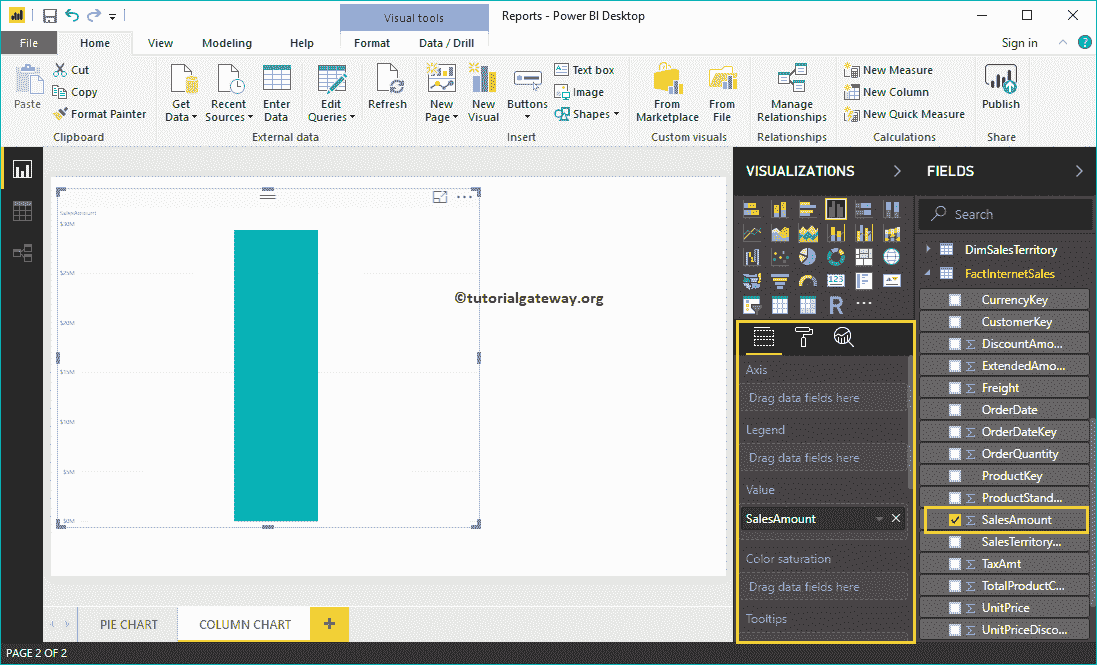 Visual tools
Reports - Power BI Desktop
File
Home
View
Modeling
Help
Format
Data / Drill
Sign in
?
Paste
Cut
Copy
Format Painter
Clipboard
Get Data
Recent Sources
Enter Data
Edit Queries
External data
Refresh
New Page
New Visual
Buttons
Text box
Image
Shapes
Insert
From Marketplace
From File
Custom visuals
Manage Relationships
Relationships
New Measure
New Column
New Quick Measure
Calculations
Publish
Share
SalesAmount
$30M
$25M
$20M
$15M
$10M
$5M
$0M
©tutorialgateway.org
VISUALIZATIONS
123
R
Axis
Drag data fields here
Legend
Drag data fields here
Value
SalesAmount
Color saturation
Drag data fields here
Tooltips
FIELDS
Search
DimSalesTerritory
FactInternetSales
CurrencyKey
CustomerKey
Σ DiscountAmo...
Σ ExtendedAmo...
Σ Freight
OrderDate
Σ OrderDateKey
Σ OrderQuantity
ProductKey
Σ ProductStand...
Σ SalesAmount
SalesTerritory...
Σ TaxAmt
Σ TotalProductC...
Σ UnitPrice
Σ UnitPriceDisco...
PIE CHART
COLUMN CHART
+
PAGE 2 OF 2